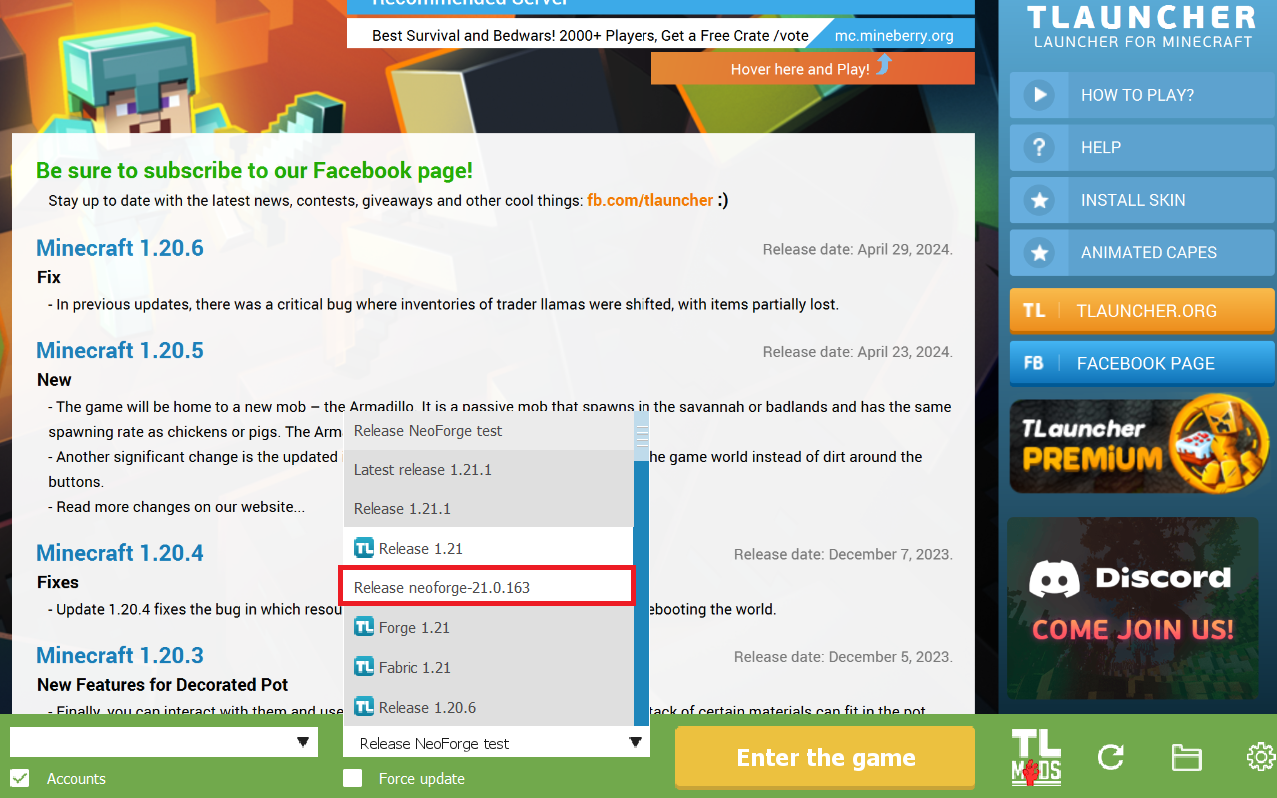 Recommended Server
Best Survival and Bedwars! 2000+ Players, Get a Free Crate /vote
mc.mineberry.org
Hover here and Play!
Be sure to subscribe to our Facebook page!
Stay up to date with the latest news, contests, giveaways and other cool things: fb.com/tlauncher :)
Minecraft 1.20.6
Release date: April 29, 2024.
Fix
- In previous updates, there was a critical bug where inventories of trader llamas were shifted, with items partially lost.
Minecraft 1.20.5
Release date: April 23, 2024.
New
- The game will be home to a new mob – the Armadillo. It is a passive mob that spawns in the savannah or badlands and has the same
spawning rate as chickens or pigs. The Arm
- Another significant change is the updated
the game world instead of dirt around the
buttons.
- Read more changes on our website...
Minecraft 1.20.4
Release date: December 7, 2023.
Fixes
- Update 1.20.4 fixes the bug in which resou
ebooting the world.
Minecraft 1.20.3
Release date: December 5, 2023.
New Features for Decorated Pot
- Finally, you can interact with them and use
tack of certain materials can fit in the pot
Release NeoForge test
Latest release 1.21.1
Release 1.21.1
TL Release 1.21
Release neoforge-21.0.163
TL Forge 1.21
TL Fabric 1.21
TL Release 1.20.6
Release NeoForge test
Accounts
Force update
Enter the game
TL
MODS
TLAUNCHER
LAUNCHER FOR MINECRAFT
HOW TO PLAY?
? HELP
INSTALL SKIN
ANIMATED CAPES
TL TLAUNCHER.ORG
FB FACEBOOK PAGE
TLauncher
PREMiUM
Discord
COME JOIN US!